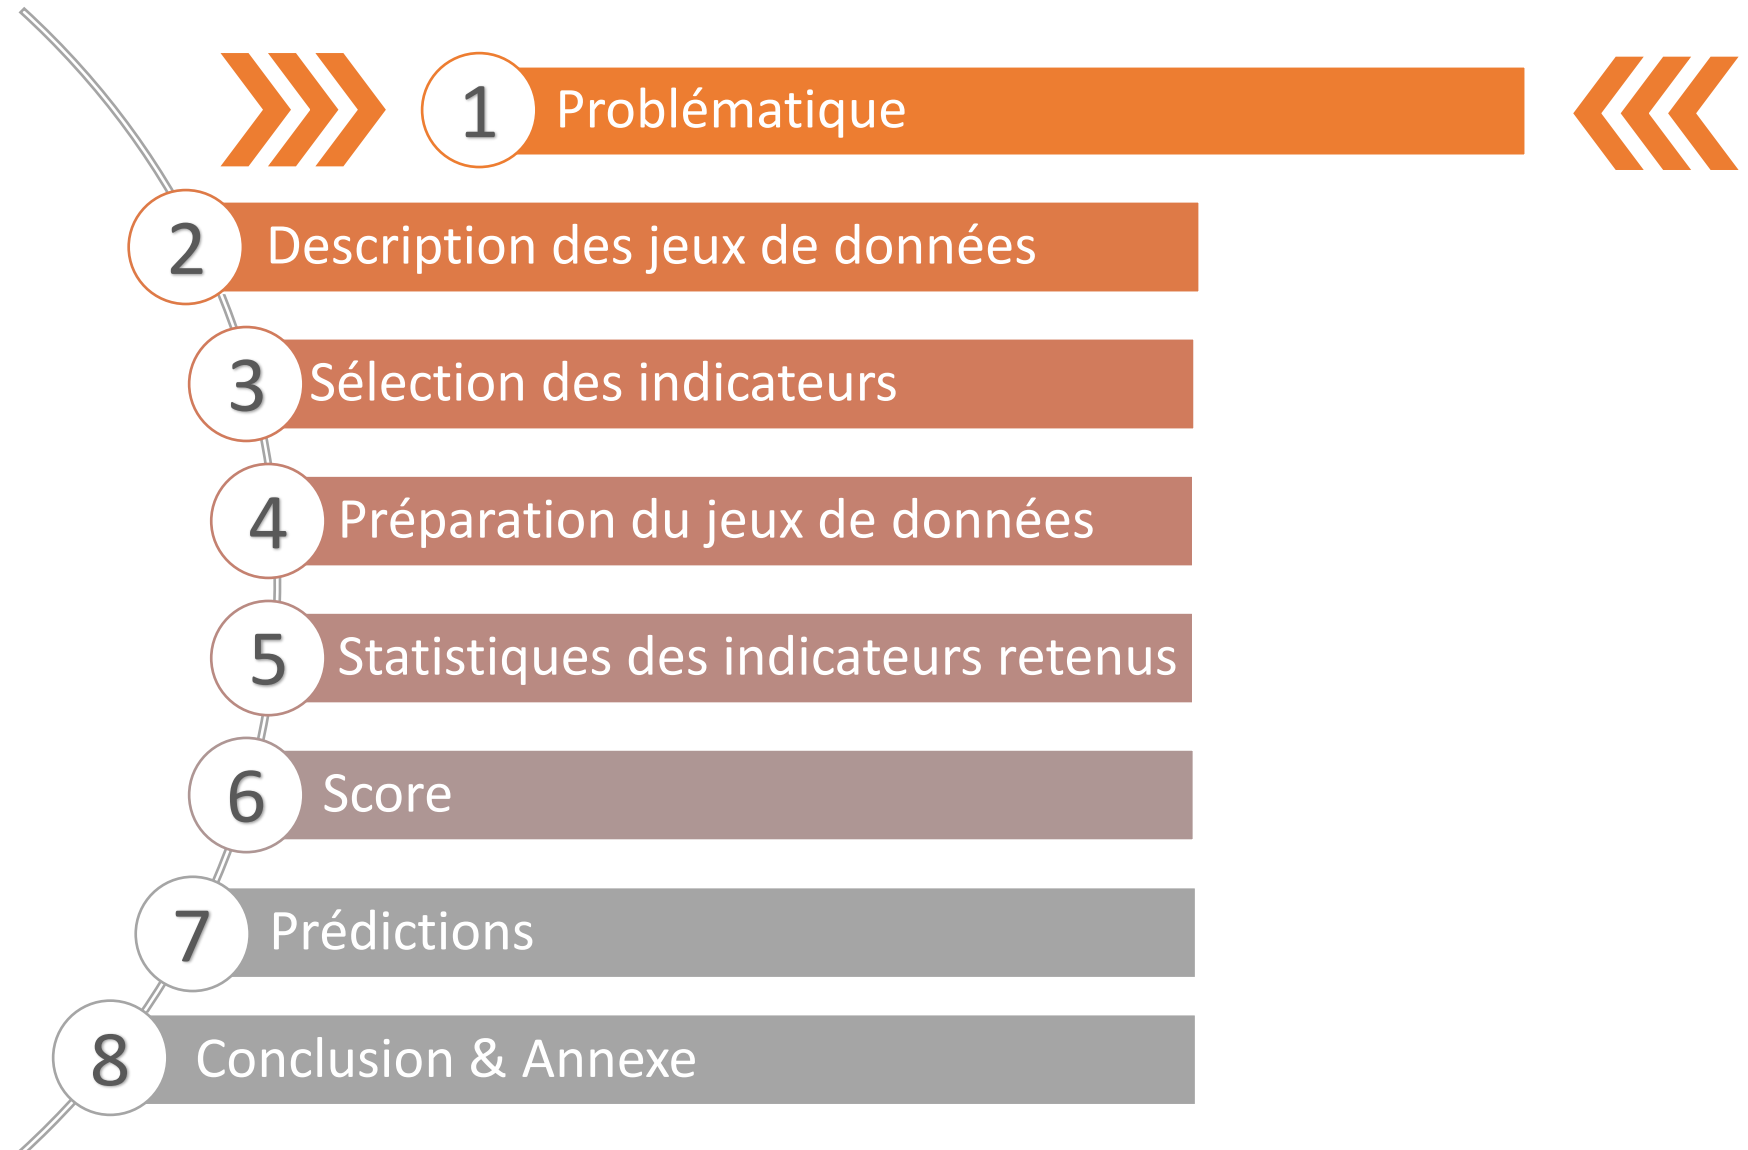 1 Problématique
2 Description des jeux de données
3 Sélection des indicateurs
4 Préparation du jeux de données
5 Statistiques des indicateurs retenus
6 Score
7 Prédictions
8 Conclusion & Annexe